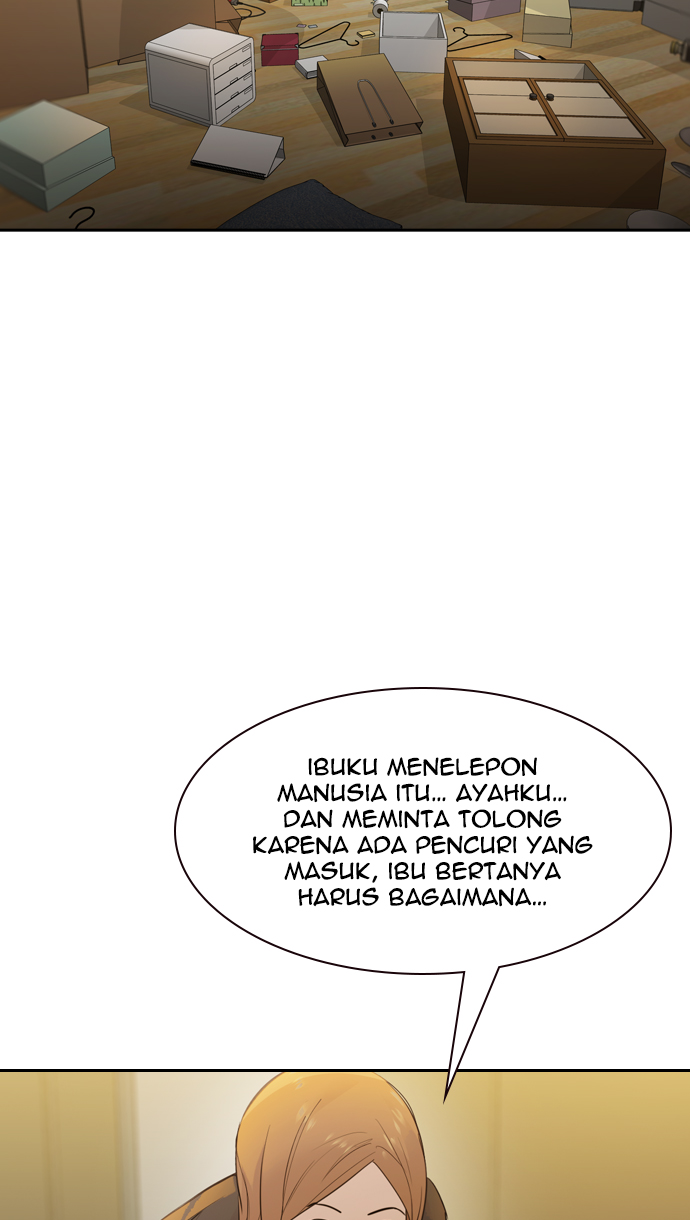 IBUKU MENELEPON
MANUSIA ITU... AYAHKU...
DAN MEMINTA TOLONG
KARENA ADA PENCURI YANG
MASUK, IBU BERTANYA
HARUS BAGAIMANA...